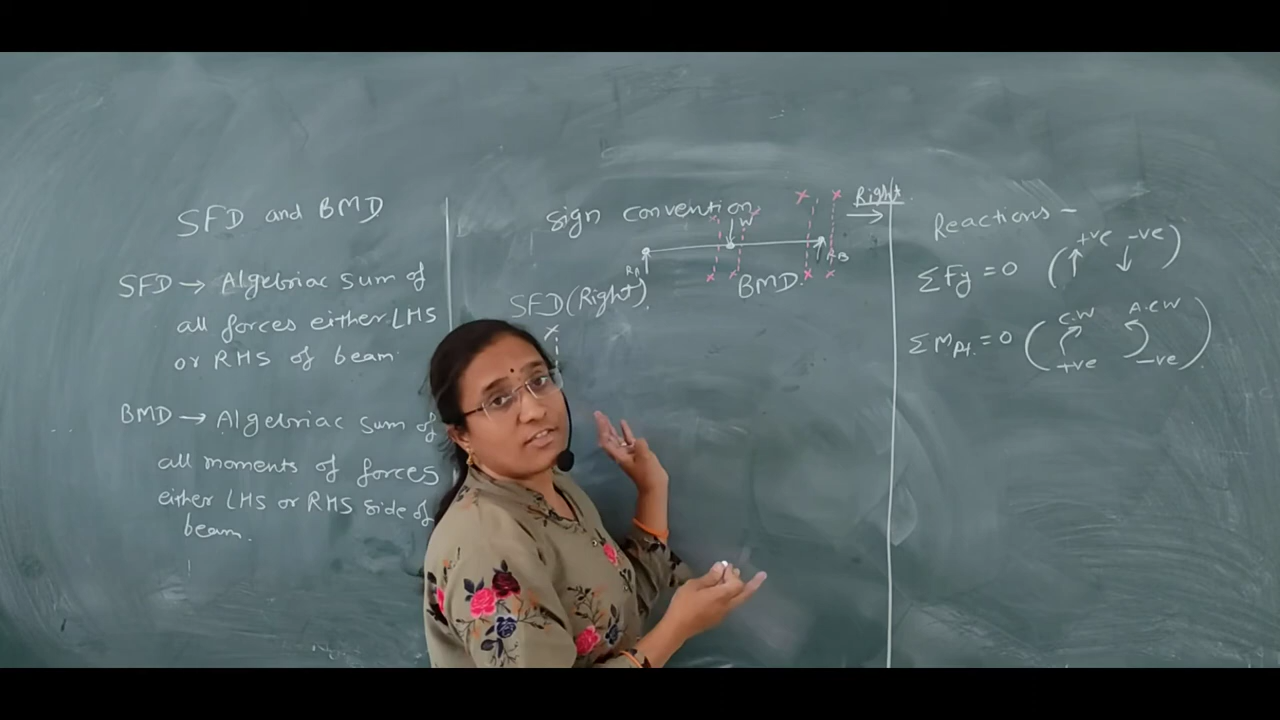 SFD and BMD
SFD → Algebriac sum of
all forces either LHS
or RHS of beam.
BMD → Algebriac sum of
all moments of forces
either LHS or RHS side of
beam.
Sign convention
Right
W
RA
RB
SFD (Right)
BMD.
Reactions -
ΣFy = 0 (↑ +ve ↓ -ve)
ΣMpt. = 0 (C.W +ve A.C.W -ve)